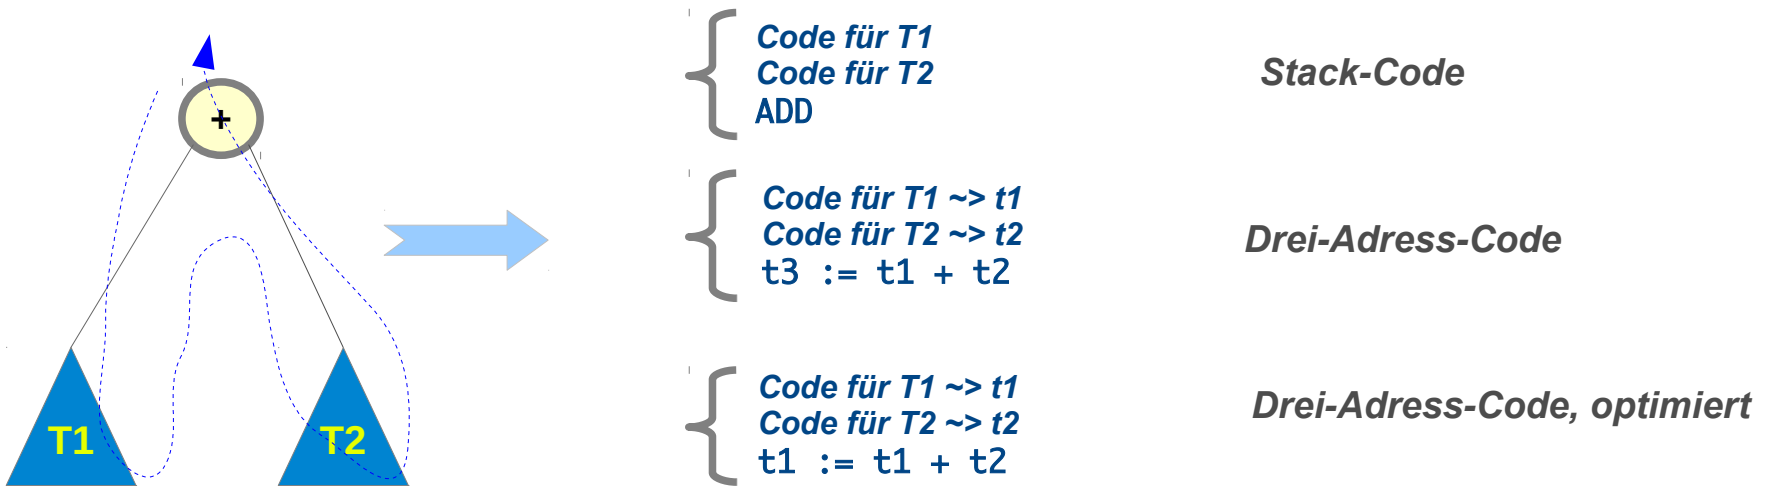 +
T1
T2
Code für T1
Code für T2
ADD
Stack-Code
Code für T1 ~> t1
Code für T2 ~> t2
t3 := t1 + t2
Drei-Adress-Code
Code für T1 ~> t1
Code für T2 ~> t2
t1 := t1 + t2
Drei-Adress-Code, optimiert